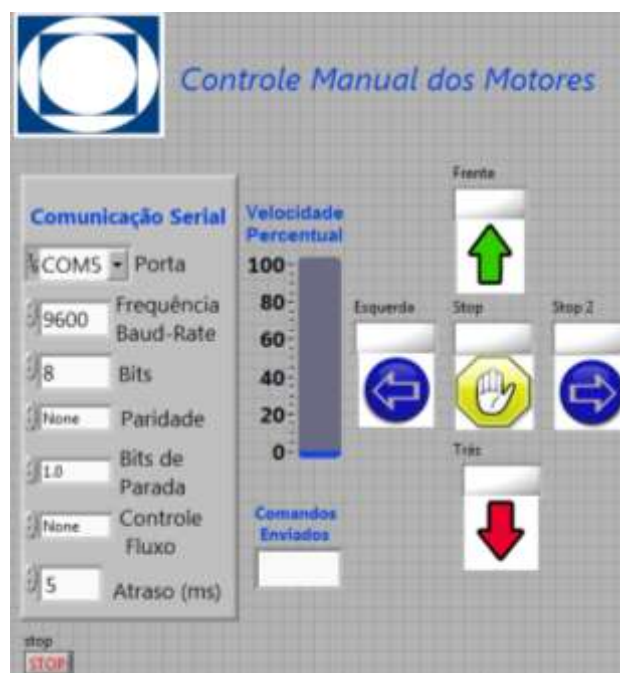 Controle Manual dos Motores
Frente
Comunicação Serial
Velocidade
Percentual
COM5 Porta
9600 Frequência
Baud-Rate
8 Bits
None Paridade
1.0 Bits de
Parada
None Controle
Fluxo
5 Atraso (ms)
100
80
60
40
20
0
Esquerda
Stop
Stop 2
Trás
Comandos
Enviados
stop
STOP